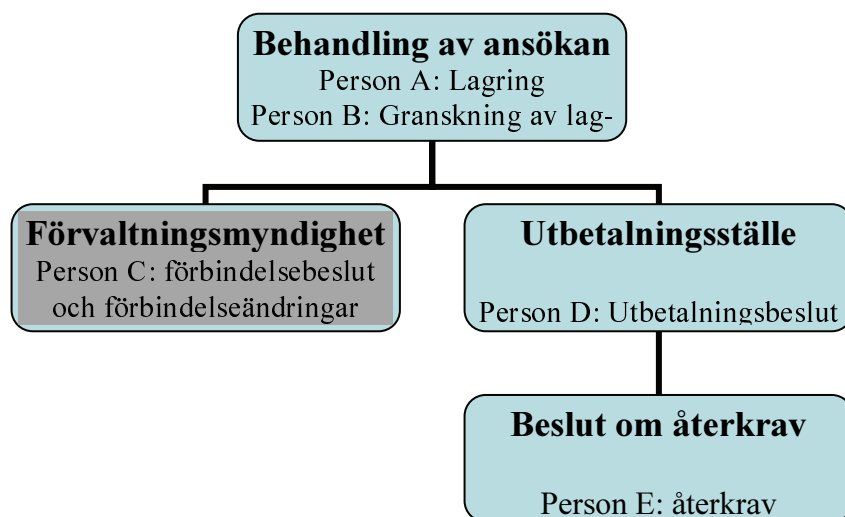 Behandling av ansökan
Person A: Lagring
Person B: Granskning av lag-
Förvaltningsmyndighet
Person C: förbindelsebeslut
och förbindelseändringar
Utbetalningsställe
Person D: Utbetalningsbeslut
Beslut om återkrav
Person E: återkrav